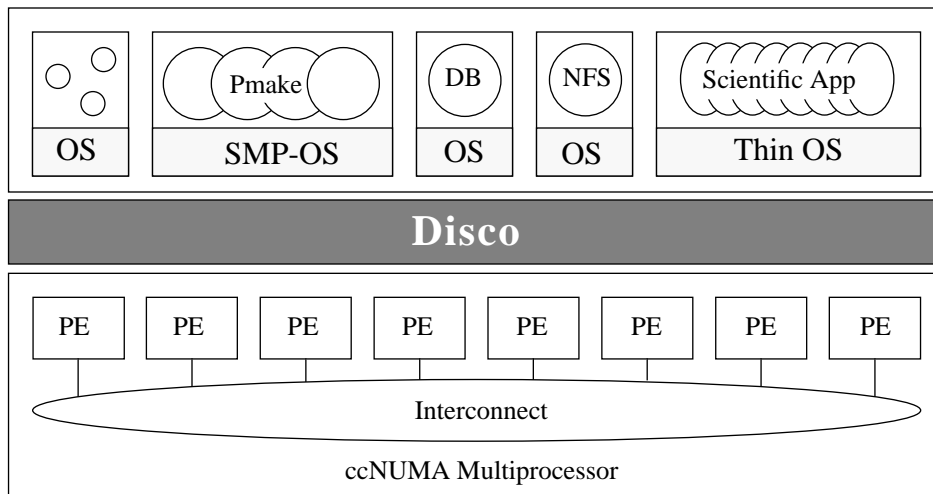 Pmake
DB
NFS
Scientific App
OS
SMP-OS
OS
OS
Thin OS
Disco
PE
PE
PE
PE
PE
PE
PE
PE
Interconnect
ccNUMA Multiprocessor